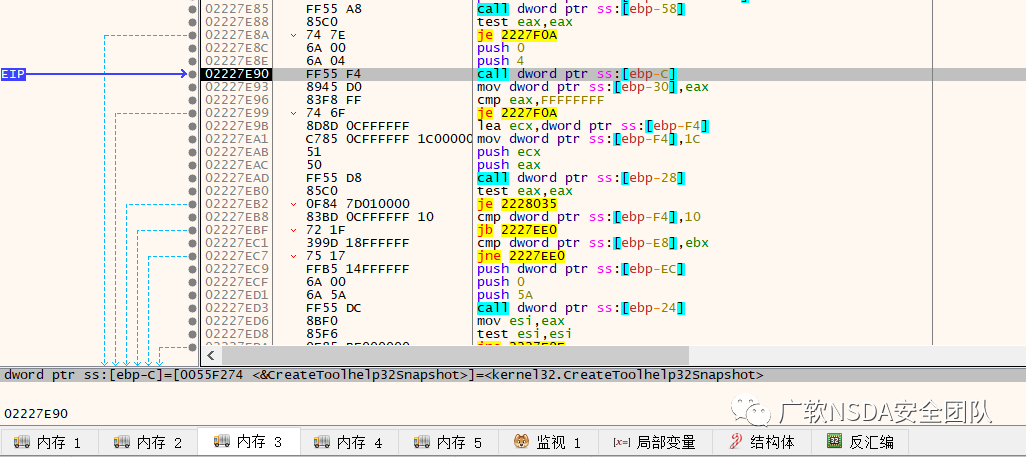 02227E85 FF55 A8 call dword ptr ss:[ebp-58]
02227E88 85C0 test eax,eax
02227E8A 74 7E je 2227F0A
02227E8C 6A 00 push 0
02227E8E 6A 04 push 4
EIP 02227E90 FF55 F4 call dword ptr ss:[ebp-C]
02227E93 8945 D0 mov dword ptr ss:[ebp-30],eax
02227E96 83F8 FF cmp eax,FFFFFFFF
02227E99 74 6F je 2227F0A
02227E9B 8D8D 0CFFFFFF lea ecx,dword ptr ss:[ebp-F4]
02227EA1 C785 0CFFFFFF 1C00000 mov dword ptr ss:[ebp-F4],1C
02227EAB 51 push ecx
02227EAC 50 push eax
02227EAD FF55 D8 call dword ptr ss:[ebp-28]
02227EB0 85C0 test eax,eax
02227EB2 0F84 7D010000 je 2228035
02227EB8 83BD 0CFFFFFF 10 cmp dword ptr ss:[ebp-F4],10
02227EBF 72 1F jb 2227EE0
02227EC1 399D 18FFFFFF cmp dword ptr ss:[ebp-E8],ebx
02227EC7 75 17 jne 2227EE0
02227EC9 FFB5 14FFFFFF push dword ptr ss:[ebp-EC]
02227ECF 6A 00 push 0
02227ED1 6A 5A push 5A
02227ED3 FF55 DC call dword ptr ss:[ebp-24]
02227ED6 8BF0 mov esi,eax
02227ED8 85F6 test esi,esi
dword ptr ss:[ebp-C]=[0055F274 <&CreateToolhelp32Snapshot>]=<kernel32.CreateToolhelp32Snapshot>
02227E90
广软NSDA安全团队
内存 1 内存 2 内存 3 内存 4 内存 5 监视 1 [x=] 局部变量 结构体 反汇编